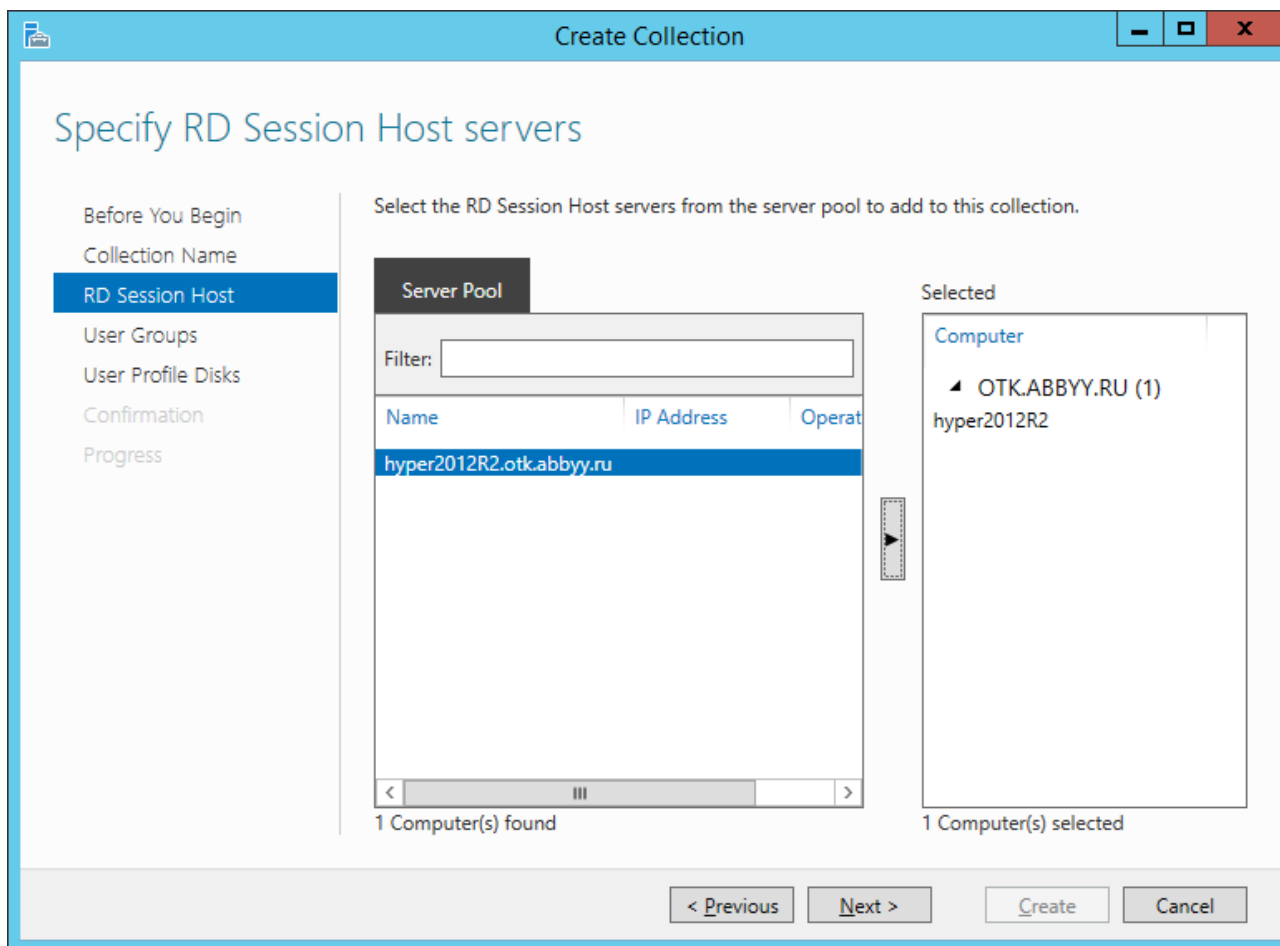 Create Collection
Specify RD Session Host servers
Before You Begin
Collection Name
RD Session Host
User Groups
User Profile Disks
Confirmation
Progress
Select the RD Session Host servers from the server pool to add to this collection.
Server Pool
Filter:
Name IP Address Operat
hyper2012R2.otk.abbyy.ru
1 Computer(s) found
Selected
Computer
OTK.ABBYY.RU (1)
hyper2012R2
1 Computer(s) selected
< Previous Next > Create Cancel